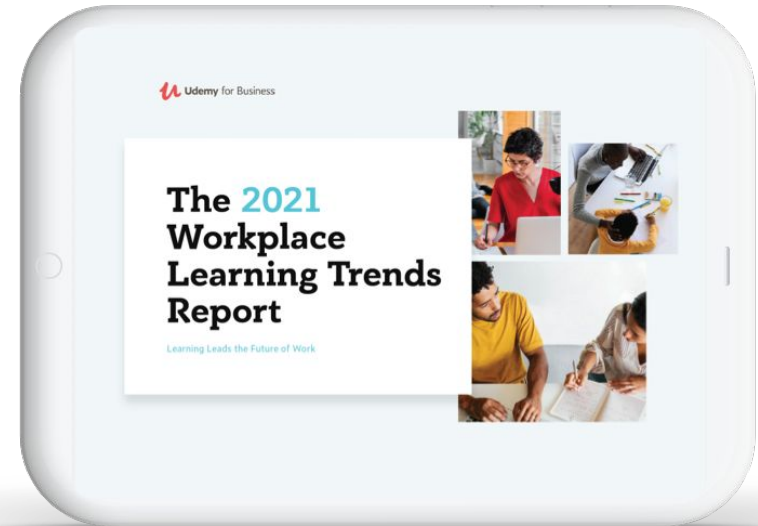 Udemy for Business
The 2021
Workplace
Learning Trends
Report
Learning Leads the Future of Work